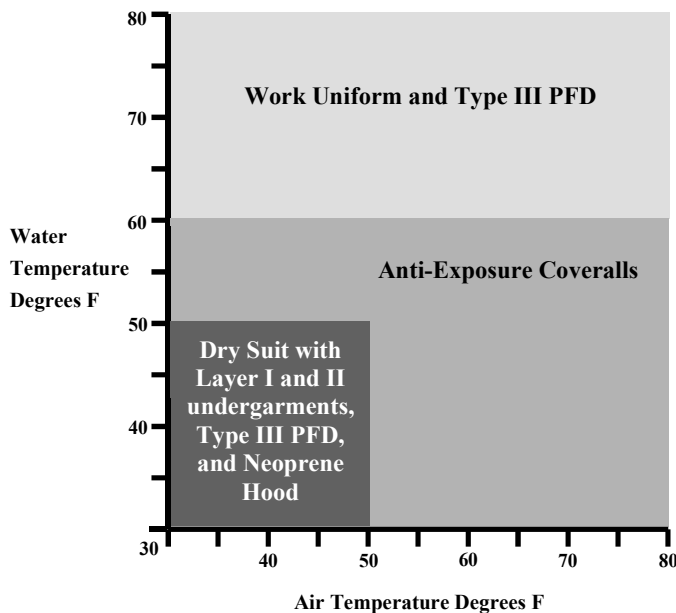 80
Work Uniform and Type III PFD
70
60
Water
Temperature
Degrees F
Anti-Exposure Coveralls
50
Dry Suit with
Layer I and II
undergarments,
Type III PFD,
and Neoprene
Hood
40
30
40
50
60
70
80
Air Temperature Degrees F